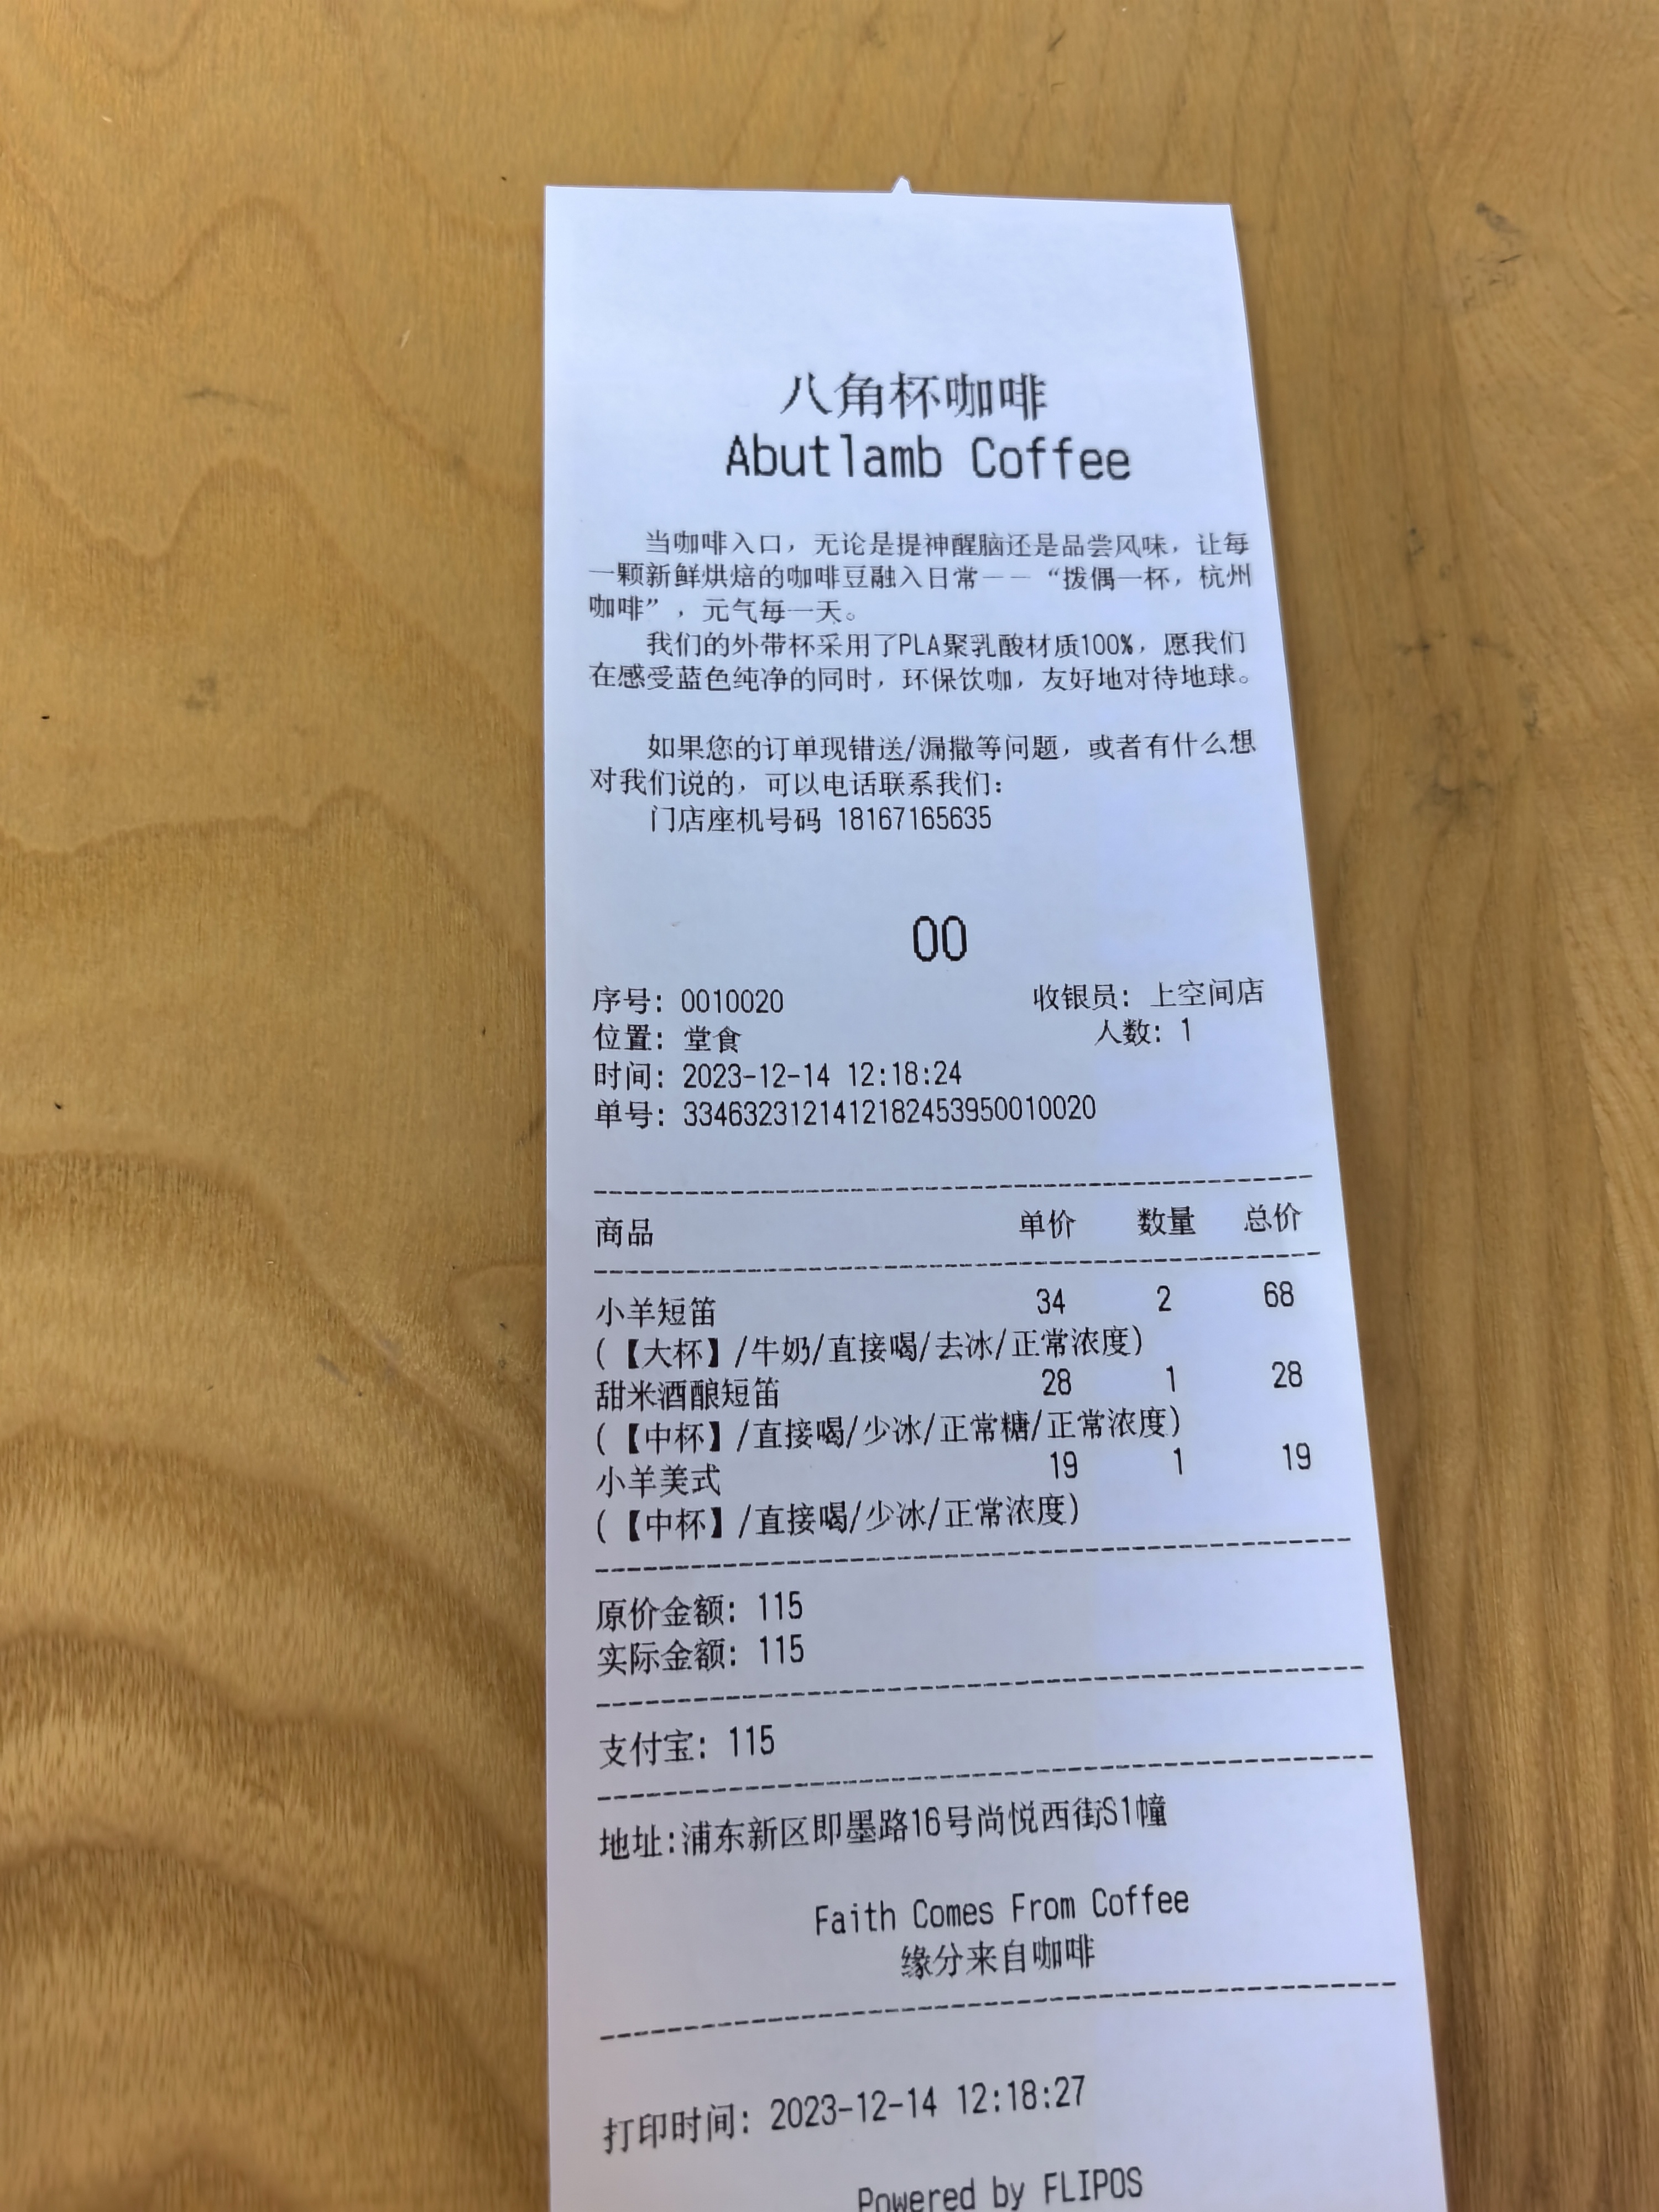 八角杯咖啡
Abutlamb Coffee
当咖啡入口，无论是提神醒脑还是品尝风味，让每
一颗新鲜烘焙的咖啡豆融入日常——“拨偶一杯，杭州
咖啡”，元气每一天。
我们的外带杯采用了PLA聚乳酸材质100%，愿我们
在感受蓝色纯净的同时，环保饮咖，友好地对待地球。
如果您的订单现错送/漏撒等问题，或者有什么想
对我们说的，可以电话联系我们：
门店座机号码 18167165635
00
序号: 0010020 收银员: 上空间店
位置: 堂食 人数: 1
时间: 2023-12-14 12:18:24
单号: 334632312141218245395001​0020
商品 单价 数量 总价
小羊短笛 34 2 68
(【大杯】/牛奶/直接喝/去冰/正常浓度)
甜米酒酿短笛 28 1 28
(【中杯】/直接喝/少冰/正常糖/正常浓度)
小羊美式 19 1 19
(【中杯】/直接喝/少冰/正常浓度)
原价金额: 115
实际金额: 115
支付宝: 115
地址:浦东新区即墨路16号尚悦西街S1幢
Faith Comes From Coffee
缘分来自咖啡
打印时间: 2023-12-14 12:18:27
Powered by FLIPOS